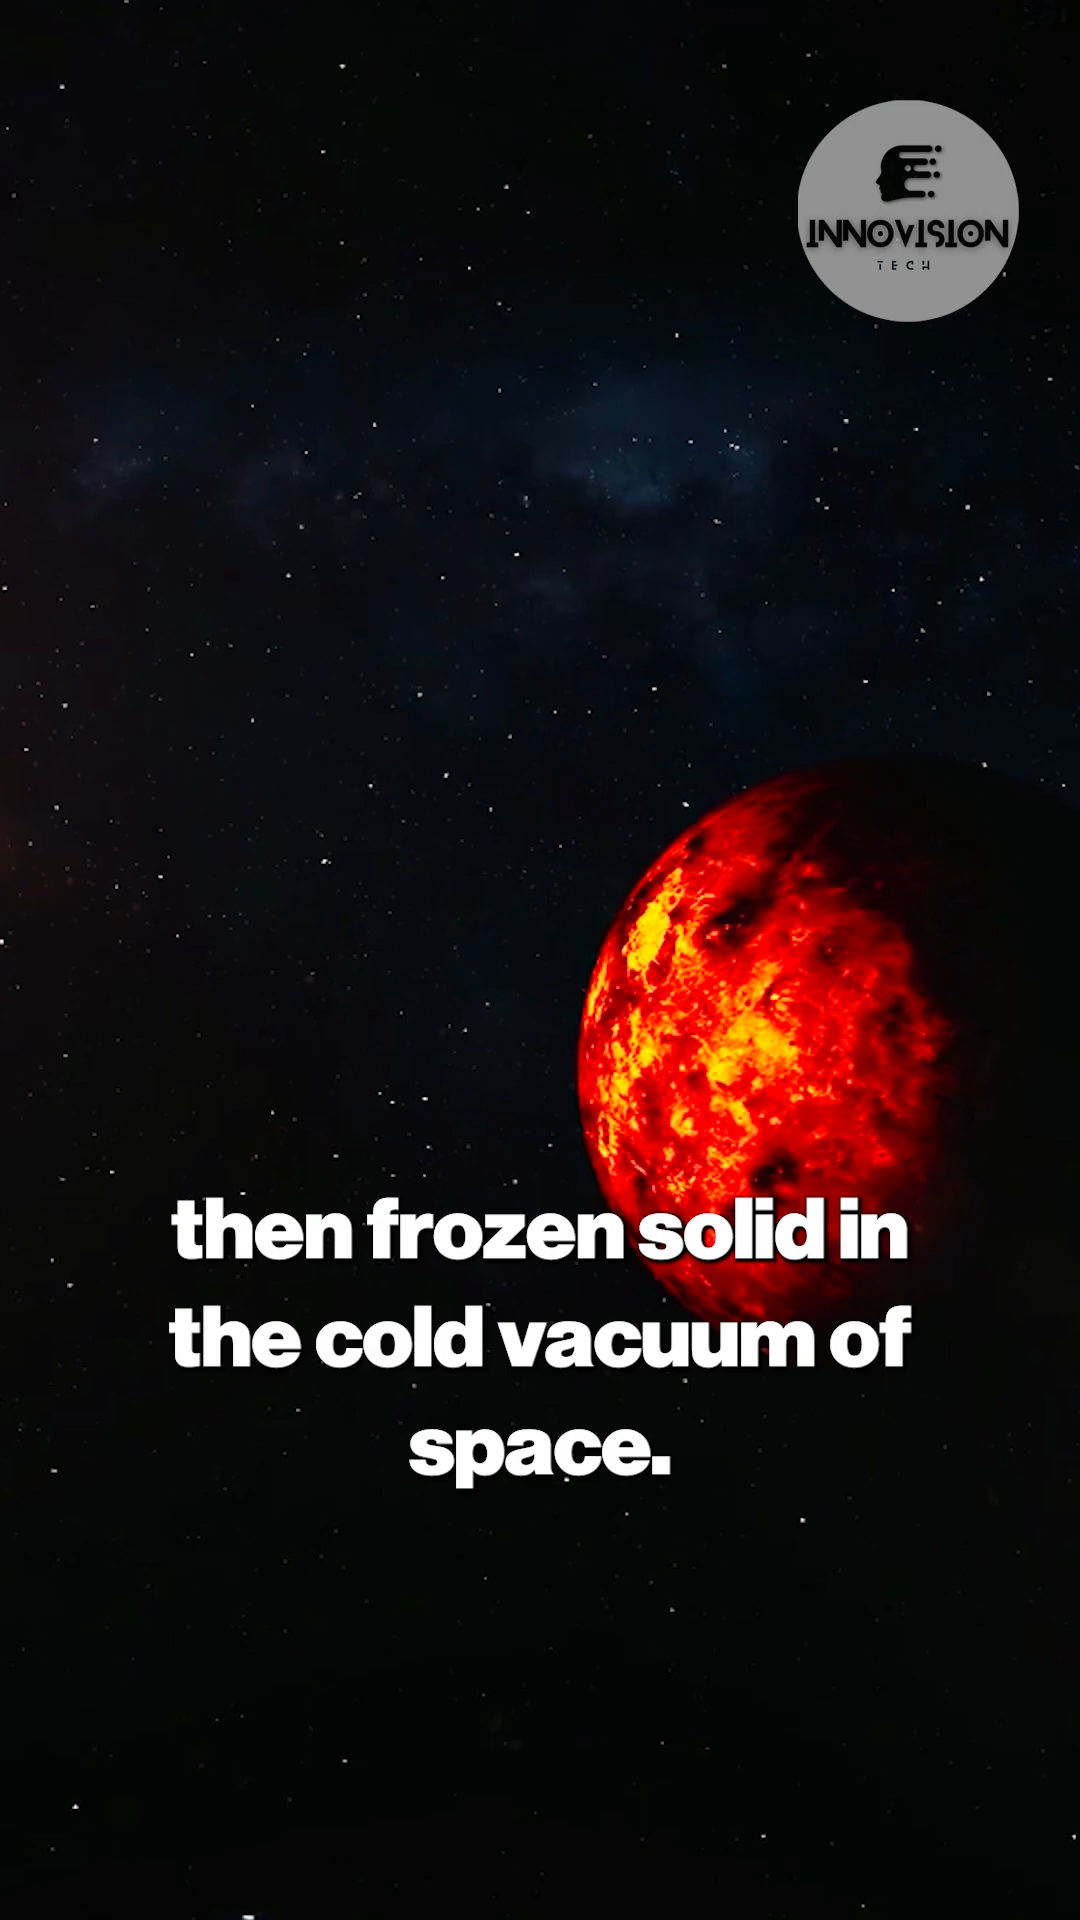 INNOVISION
TECH
then frozen solid in
the cold vacuum of
space.